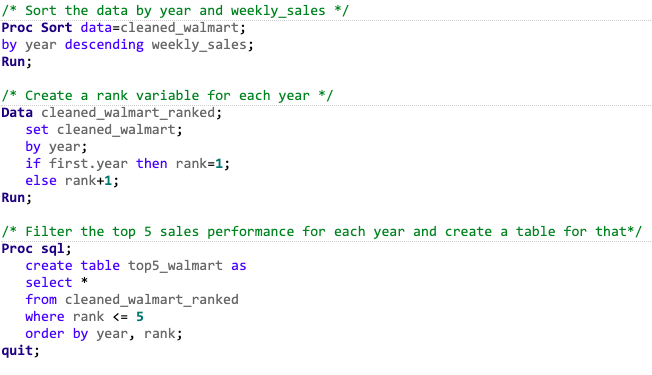 /* Sort the data by year and weekly_sales */
Proc Sort data=cleaned_walmart;
by year descending weekly_sales;
Run;
/* Create a rank variable for each year */
Data cleaned_walmart_ranked;
set cleaned_walmart;
by year;
if first.year then rank=1;
else rank+1;
Run;
/* Filter the top 5 sales performance for each year and create a table for that*/
Proc sql;
create table top5_walmart as
select *
from cleaned_walmart_ranked
where rank <= 5
order by year, rank;
quit;